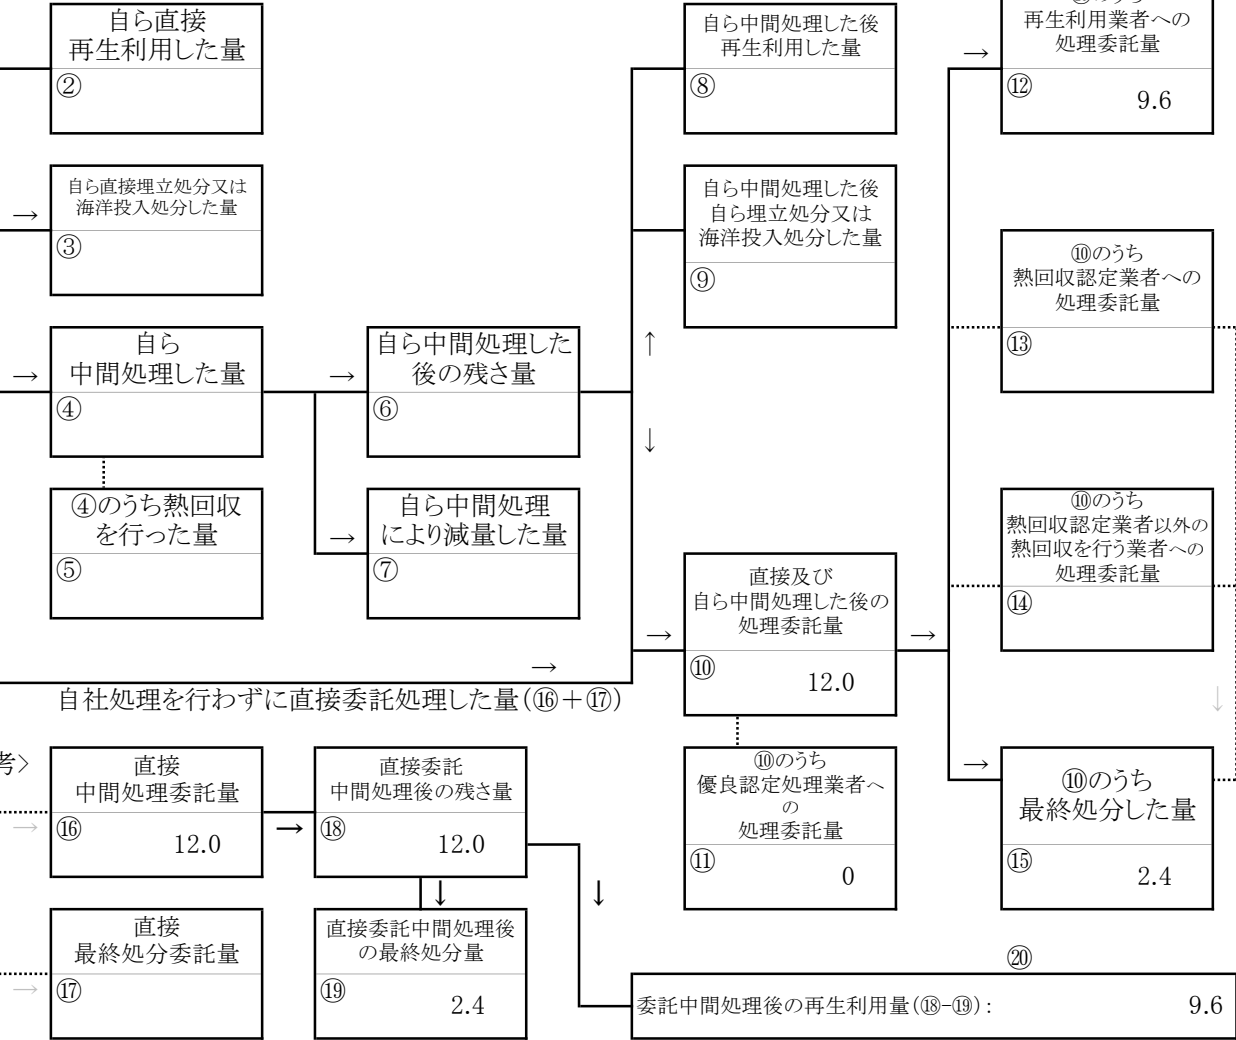 自ら直接
再生利用した量
②
自ら直接埋立処分又は
海洋投入処分した量
③
→
自ら
中間処理した量
④
→
④のうち熱回収
を行った量
⑤
→
自ら中間処理した
後の残さ量
⑥
→
自ら中間処理
により減量した量
⑦
自ら中間処理した後
再生利用した量
⑧
自ら中間処理した後
自ら埋立処分又は
海洋投入処分した量
⑨
↑
↓
→
自社処理を行わずに直接委託処理した量(⑯＋⑰)
→
直接及び
自ら中間処理した後の
処理委託量
⑩
12.0
→
⑩のうち
優良認定処理業者へ
の
処理委託量
⑪
0
→
再生利用業者への
処理委託量
⑫
9.6
⑩のうち
熱回収認定業者への
処理委託量
⑬
⑩のうち
熱回収認定業者以外の
熱回収を行う業者への
処理委託量
⑭
↓
→
⑩のうち
最終処分した量
⑮
2.4
考>
→
直接
中間処理委託量
⑯
12.0
→
直接委託
中間処理後の残さ量
⑱
12.0
↓
↓
→
直接
最終処分委託量
⑰
直接委託中間処理後
の最終処分量
⑲
2.4
⑳
委託中間処理後の再生利用量(⑱-⑲)： 9.6